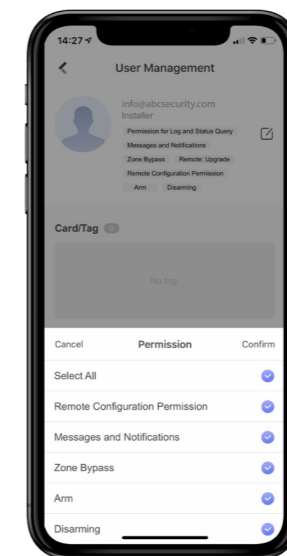 14:27
User Management
info@abcsecurity.com
Installer
Permission for Log and Status Query
Messages and Notifications
Zone Bypass Remote: Upgrade
Remote Configuration Permission
Arm Disarming
Card/Tag 0
No tag.
Cancel Permission Confirm
Select All
Remote Configuration Permission
Messages and Notifications
Zone Bypass
Arm
Disarming